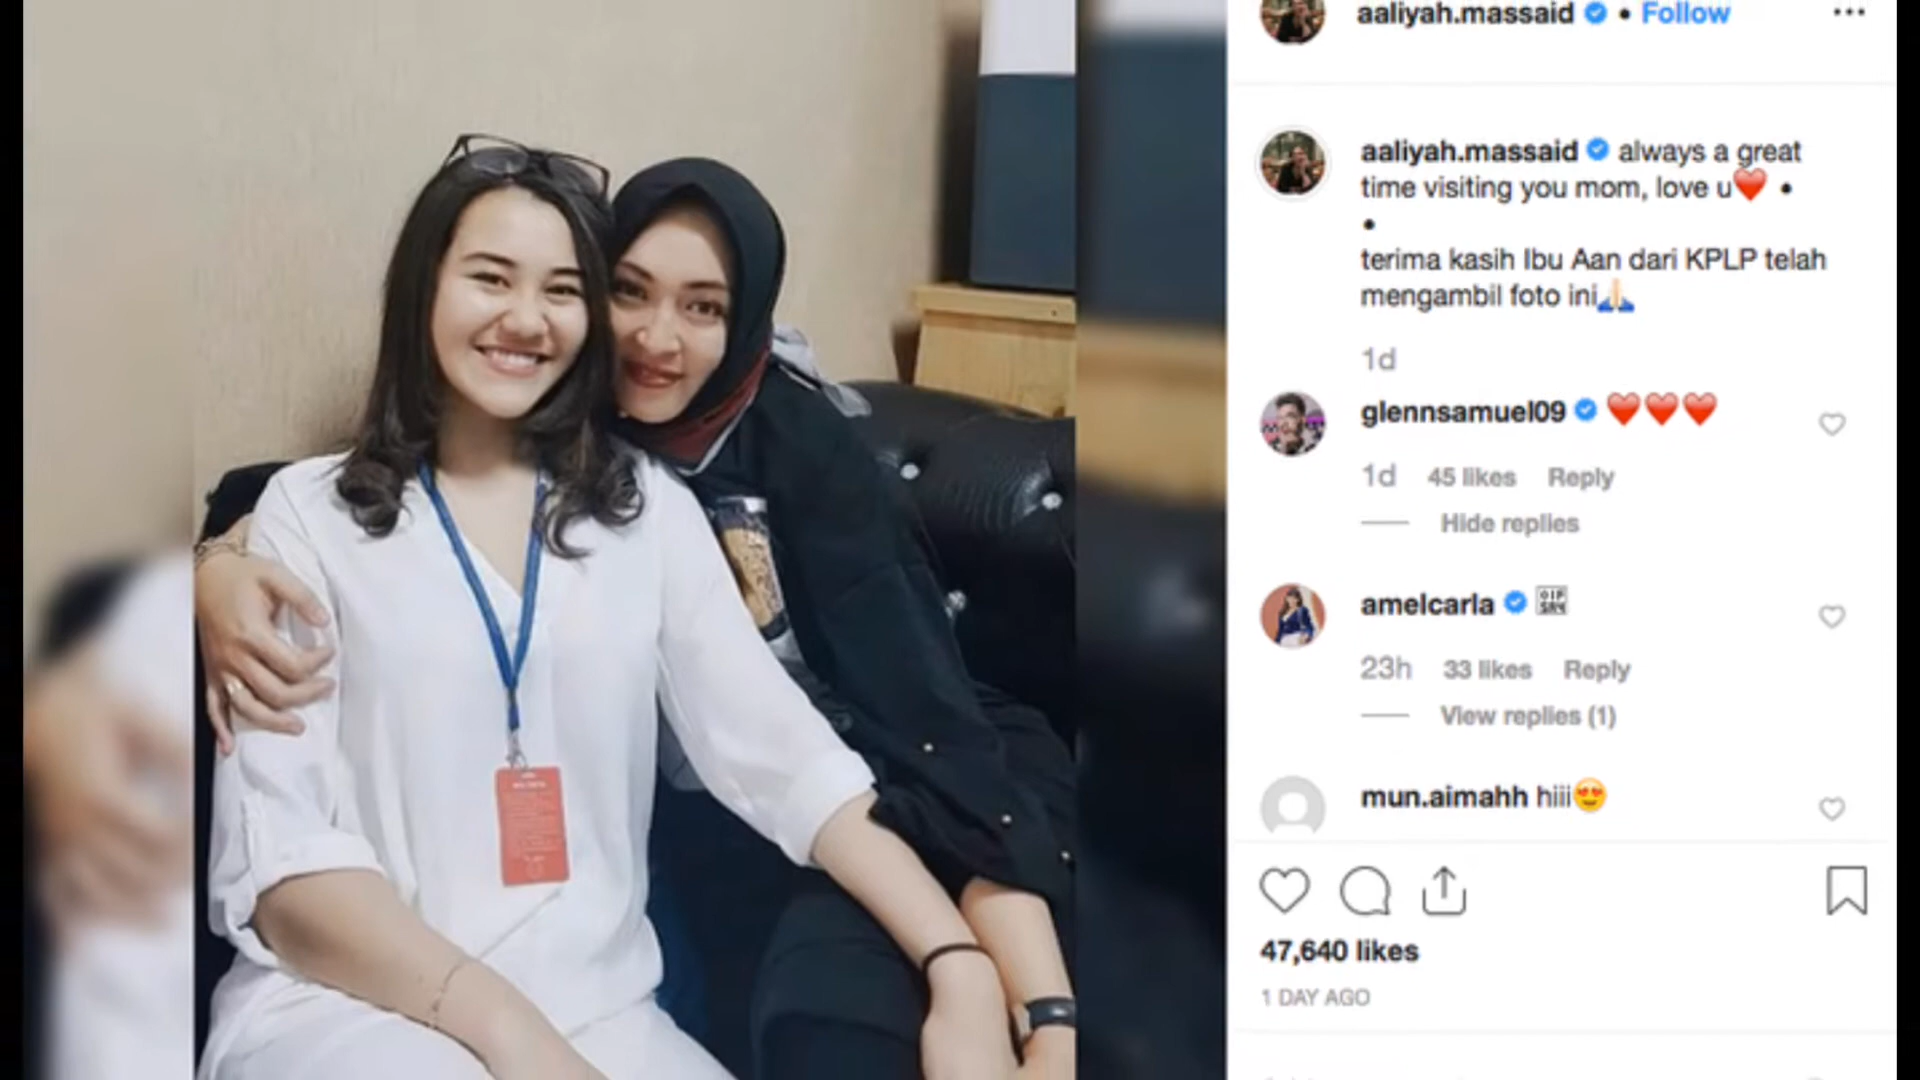 aaliyah.massaid • Follow
aaliyah.massaid always a great
time visiting you mom, love u❤️ •
•
terima kasih Ibu Aan dari KPLP telah
mengambil foto ini🙏🏻
1d
glennsamuel09 ❤️❤️❤️
1d 45 likes Reply
Hide replies
amelcarla
23h 33 likes Reply
View replies (1)
mun.aimahh hiii😍
47,640 likes
1 DAY AGO